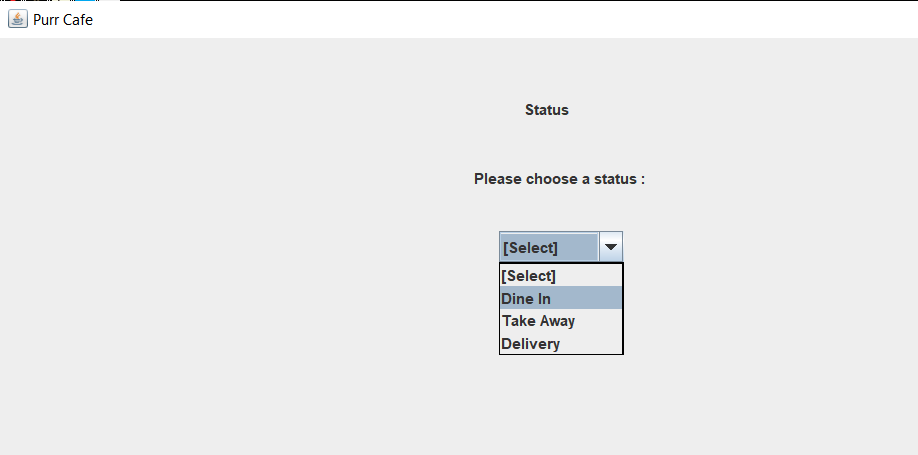 Purr Cafe
Status
Please choose a status :
[Select]
[Select]
Dine In
Take Away
Delivery